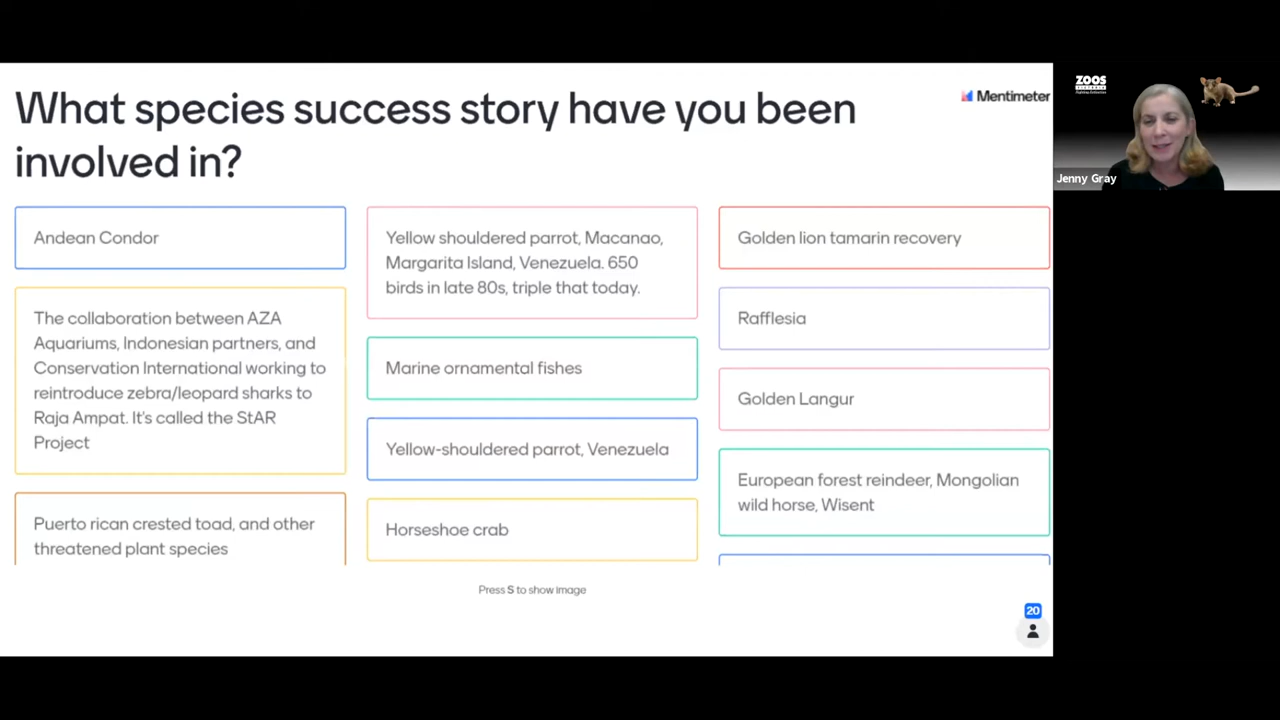 What species success story have you been
involved in?
Mentimeter
Andean Condor
The collaboration between AZA
Aquariums, Indonesian partners, and
Conservation International working to
reintroduce zebra/leopard sharks to
Raja Ampat. It's called the StAR
Project
Puerto rican crested toad, and other
threatened plant species
Yellow shouldered parrot, Macanao,
Margarita Island, Venezuela. 650
birds in late 80s, triple that today.
Marine ornamental fishes
Yellow-shouldered parrot, Venezuela
Horseshoe crab
Golden lion tamarin recovery
Rafflesia
Golden Langur
European forest reindeer, Mongolian
wild horse, Wisent
Press S to show image
20
ZOOS
VICTORIA
Fighting Extinction
Jenny Gray